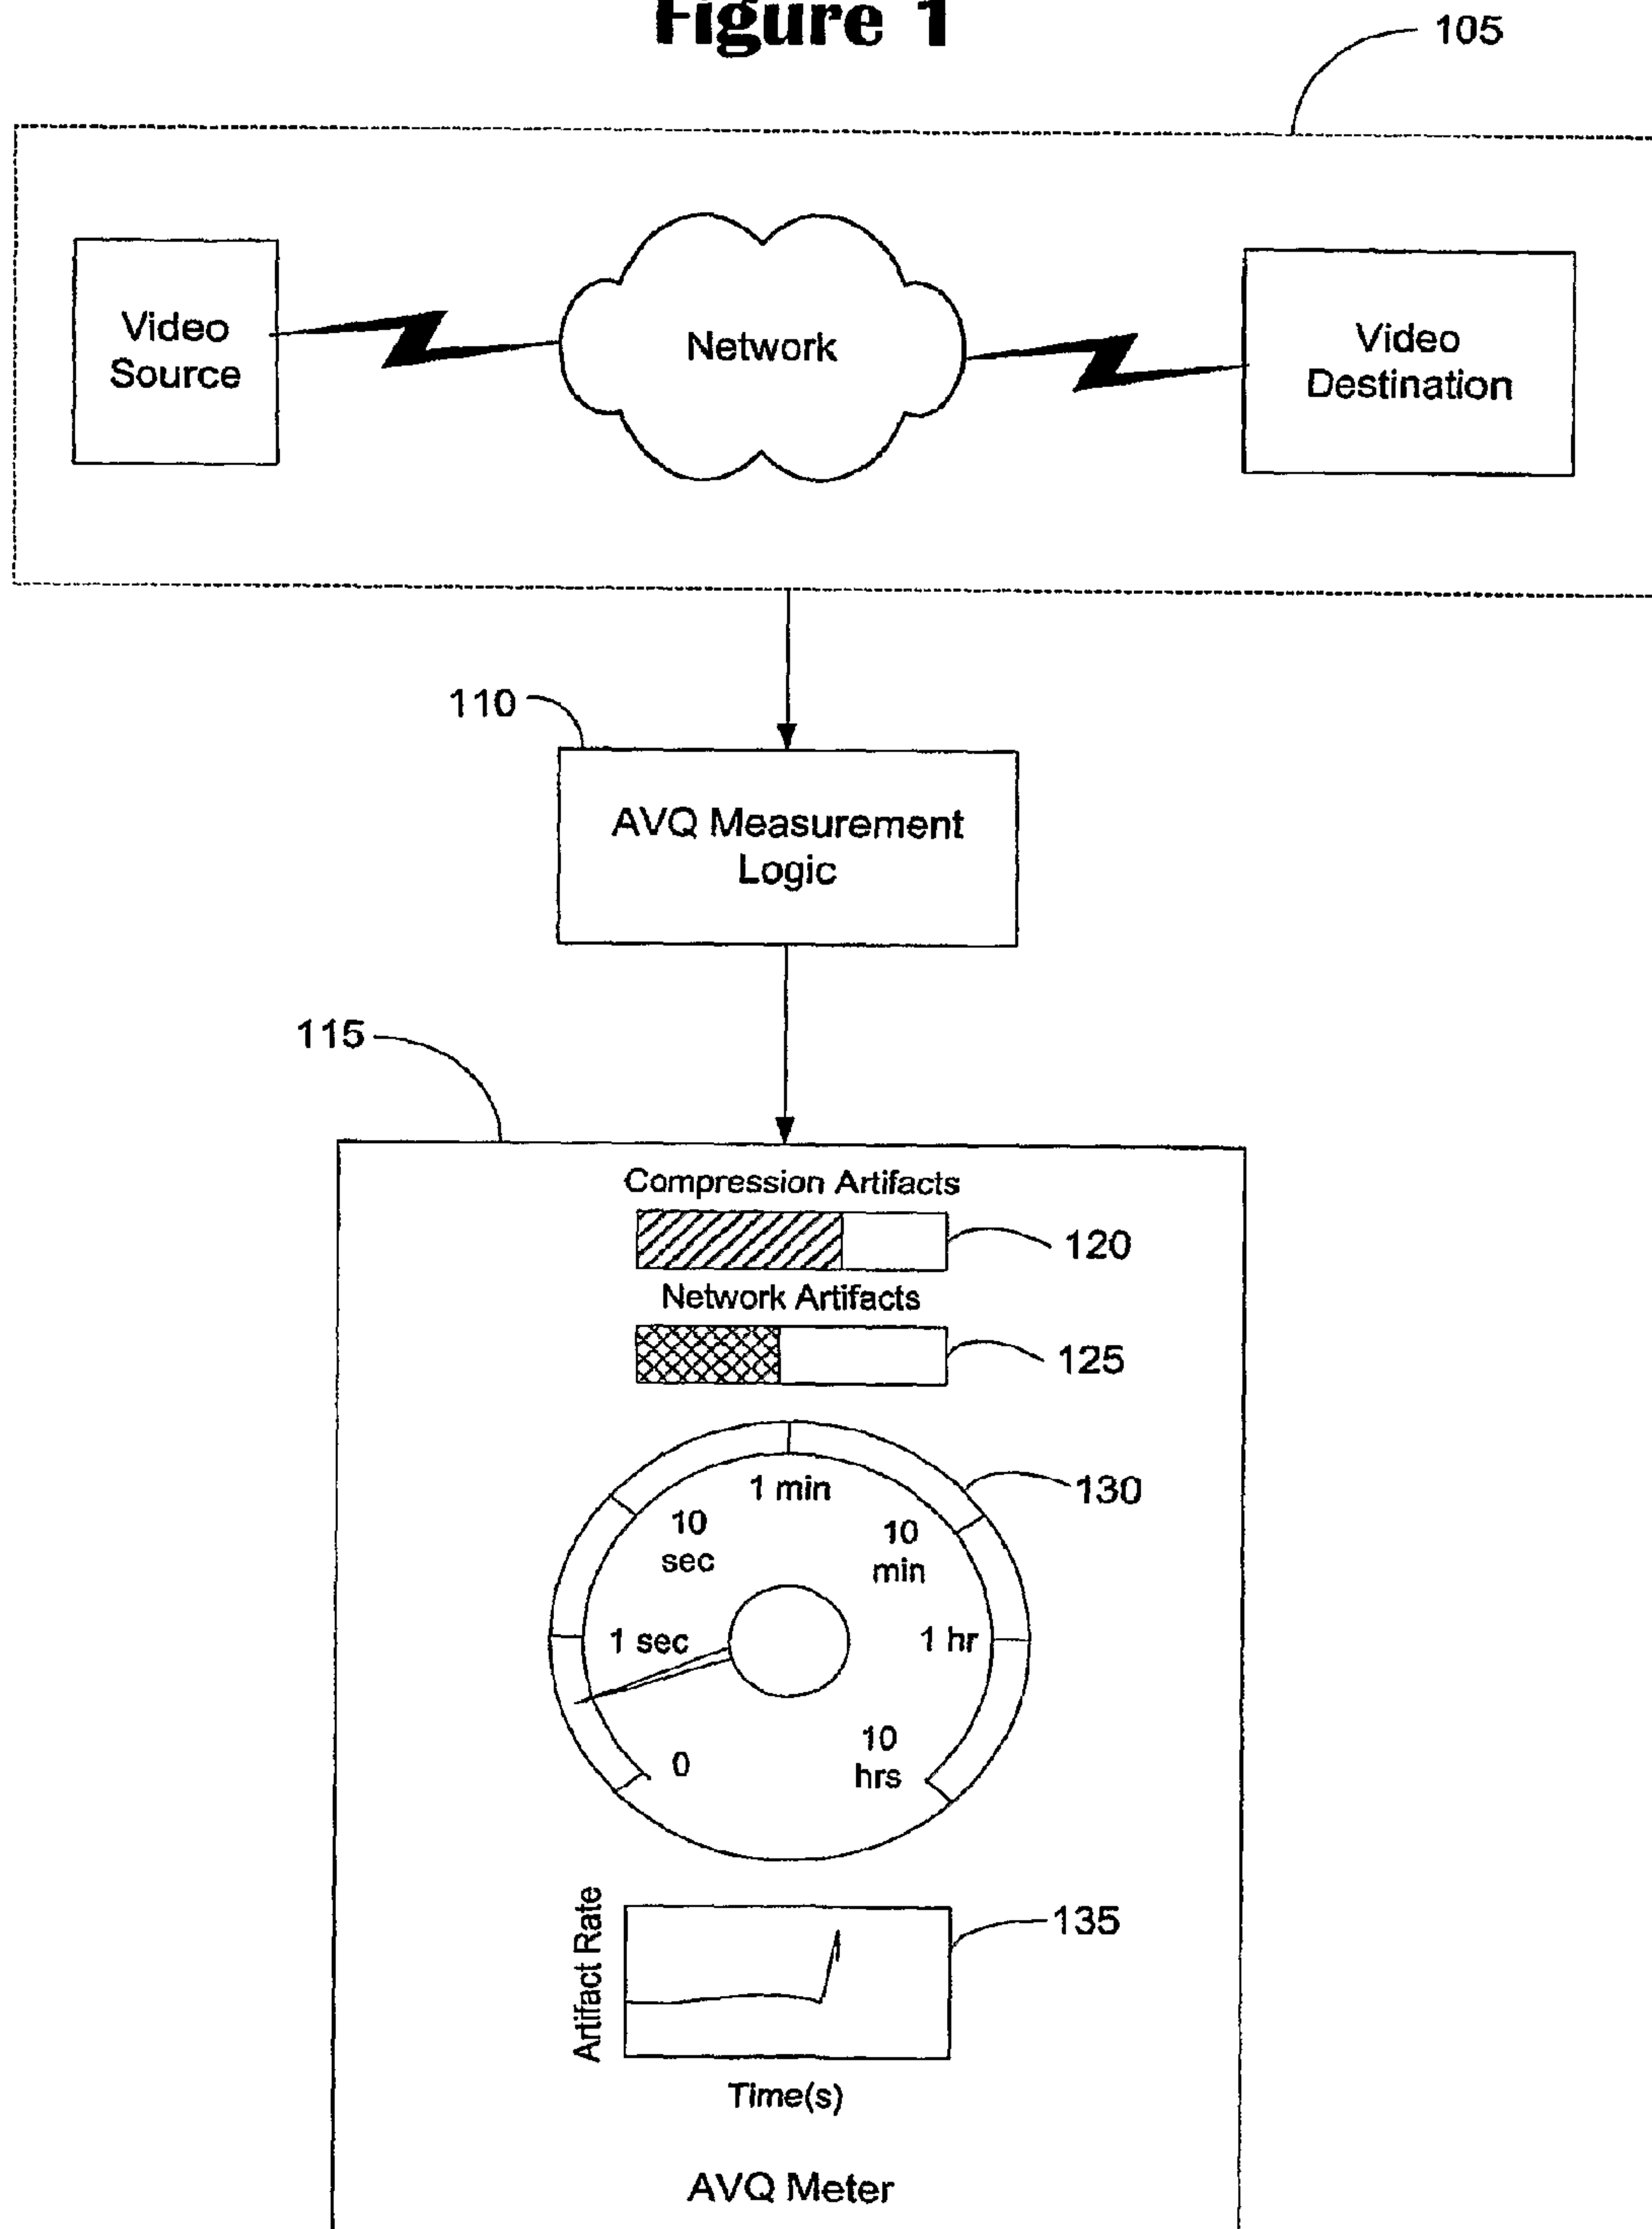 Figure 1
105
Video
Source
Network
Video
Destination
110
AVQ Measurement
Logic
115
Compression Artifacts
120
Network Artifacts
125
130
1 min
10
sec
10
min
1 sec
1 hr
0
10
hrs
Artifact Rate
135
Time(s)
AVQ Meter